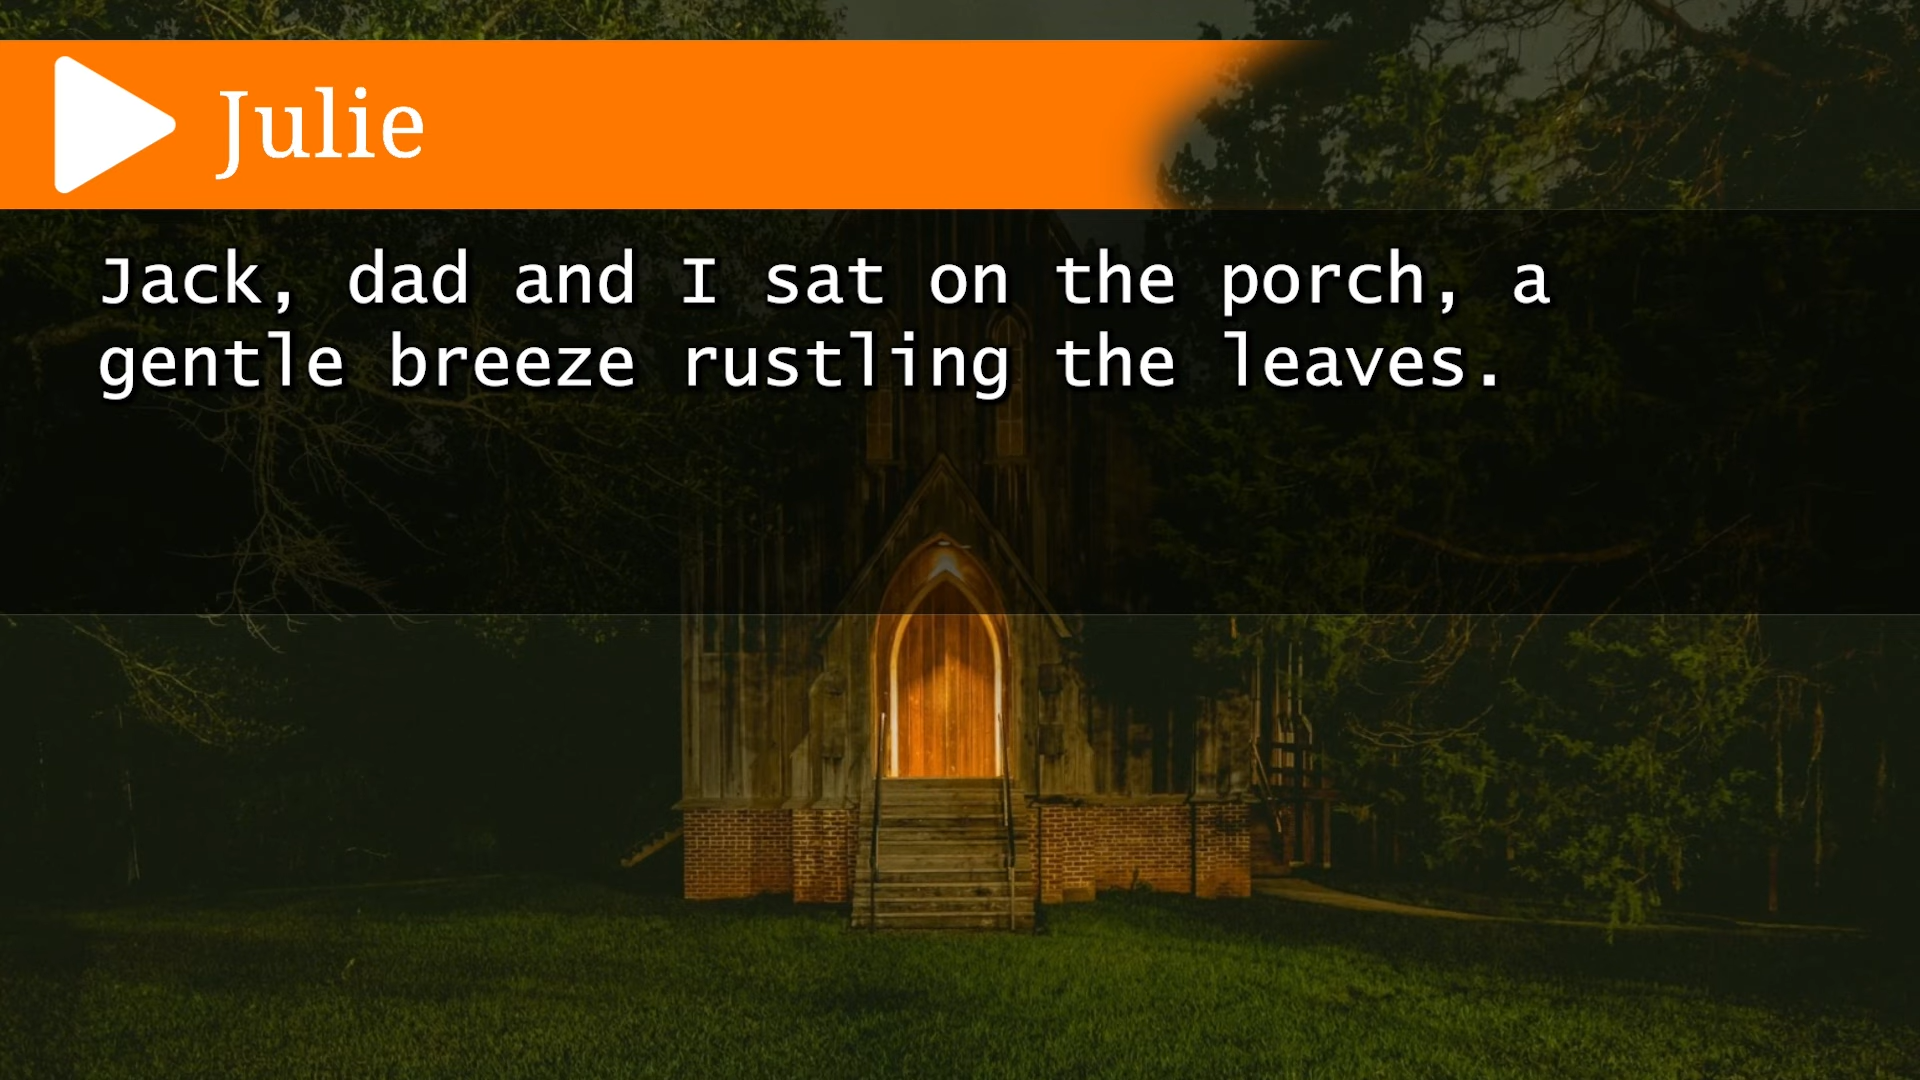 Julie
Jack, dad and I sat on the porch, a
gentle breeze rustling the leaves.